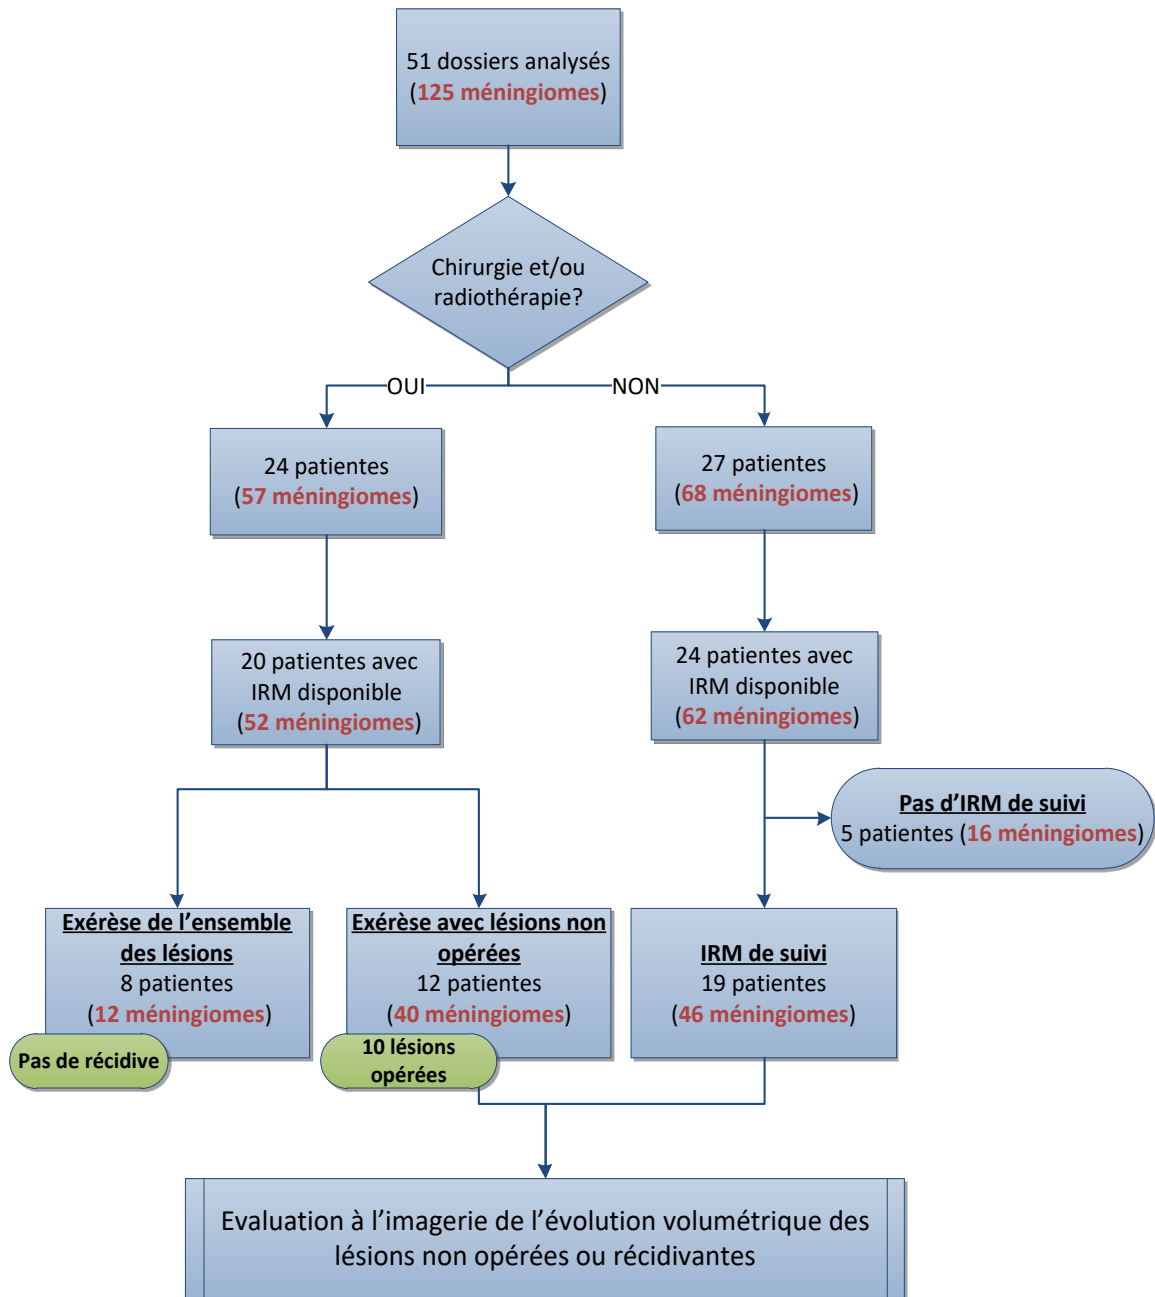 51 dossiers analysés
(125 méningiomes)
Chirurgie et/ou
radiothérapie?
OUI
NON
24 patientes
(57 méningiomes)
27 patientes
(68 méningiomes)
20 patientes avec
IRM disponible
(52 méningiomes)
24 patientes avec
IRM disponible
(62 méningiomes)
Pas d’IRM de suivi
5 patientes (16 méningiomes)
Exérèse de l’ensemble
des lésions
8 patientes
(12 méningiomes)
Pas de récidive
Exérèse avec lésions non
opérées
12 patientes
(40 méningiomes)
10 lésions
opérées
IRM de suivi
19 patientes
(46 méningiomes)
Evaluation à l’imagerie de l’évolution volumétrique des
lésions non opérées ou récidivantes